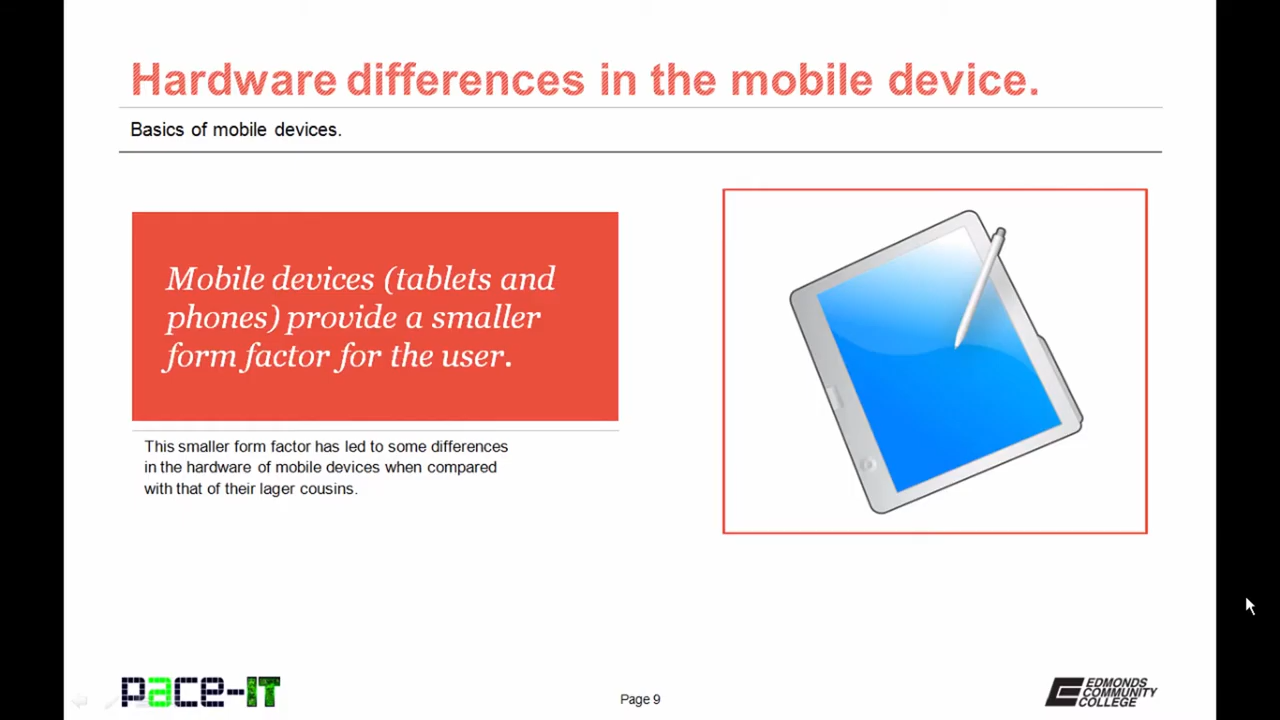 Hardware differences in the mobile device.
Basics of mobile devices.
Mobile devices (tablets and
phones) provide a smaller
form factor for the user.
This smaller form factor has led to some differences
in the hardware of mobile devices when compared
with that of their lager cousins.
pace-IT
Page 9
EDMONDS
COMMUNITY
COLLEGE